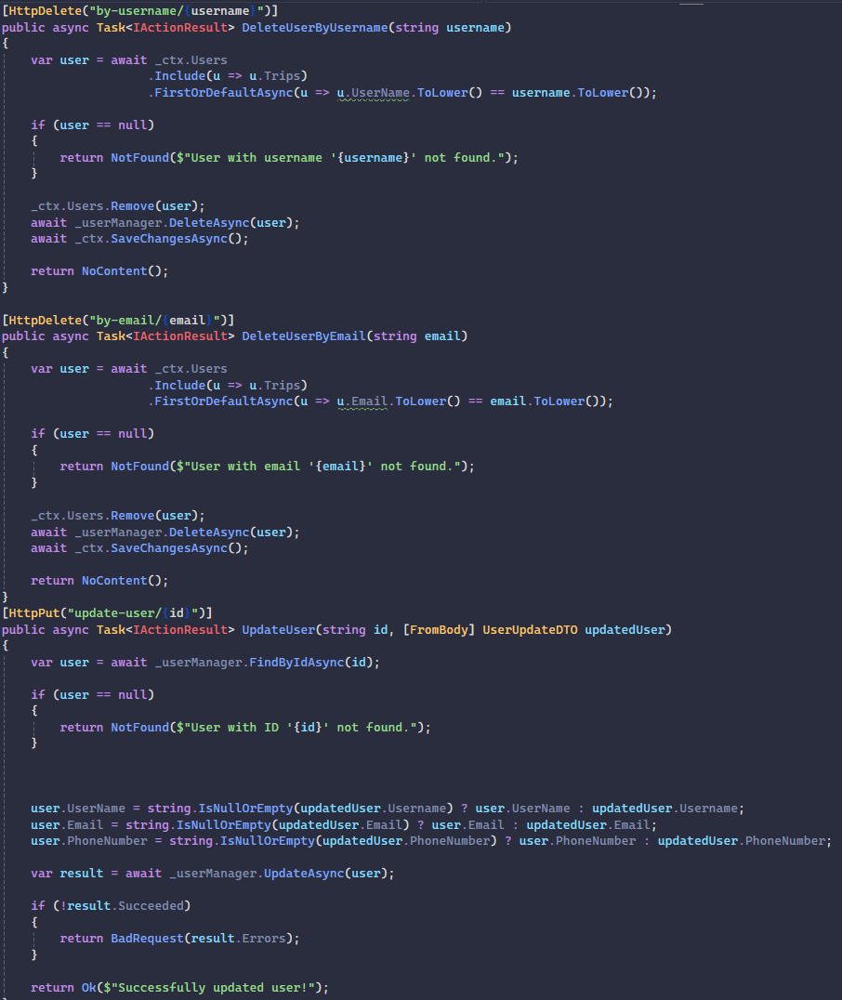 [HttpDelete("by-username/{username}")]
public async Task<IActionResult> DeleteUserByUsername(string username)
{
    var user = await _ctx.Users
                    .Include(u => u.Trips)
                    .FirstOrDefaultAsync(u => u.UserName.ToLower() == username.ToLower());

    if (user == null)
    {
        return NotFound($"User with username '{username}' not found.");
    }

    _ctx.Users.Remove(user);
    await _userManager.DeleteAsync(user);
    await _ctx.SaveChangesAsync();

    return NoContent();
}

[HttpDelete("by-email/{email}")]
public async Task<IActionResult> DeleteUserByEmail(string email)
{
    var user = await _ctx.Users
                    .Include(u => u.Trips)
                    .FirstOrDefaultAsync(u => u.Email.ToLower() == email.ToLower());

    if (user == null)
    {
        return NotFound($"User with email '{email}' not found.");
    }

    _ctx.Users.Remove(user);
    await _userManager.DeleteAsync(user);
    await _ctx.SaveChangesAsync();

    return NoContent();
}
[HttpPut("update-user/{id}")]
public async Task<IActionResult> UpdateUser(string id, [FromBody] UserUpdateDTO updatedUser)
{
    var user = await _userManager.FindByIdAsync(id);

    if (user == null)
    {
        return NotFound($"User with ID '{id}' not found.");
    }

    user.UserName = string.IsNullOrEmpty(updatedUser.Username) ? user.UserName : updatedUser.Username;
    user.Email = string.IsNullOrEmpty(updatedUser.Email) ? user.Email : updatedUser.Email;
    user.PhoneNumber = string.IsNullOrEmpty(updatedUser.PhoneNumber) ? user.PhoneNumber : updatedUser.PhoneNumber;

    var result = await _userManager.UpdateAsync(user);

    if (!result.Succeeded)
    {
        return BadRequest(result.Errors);
    }

    return Ok($"Successfully updated user!");